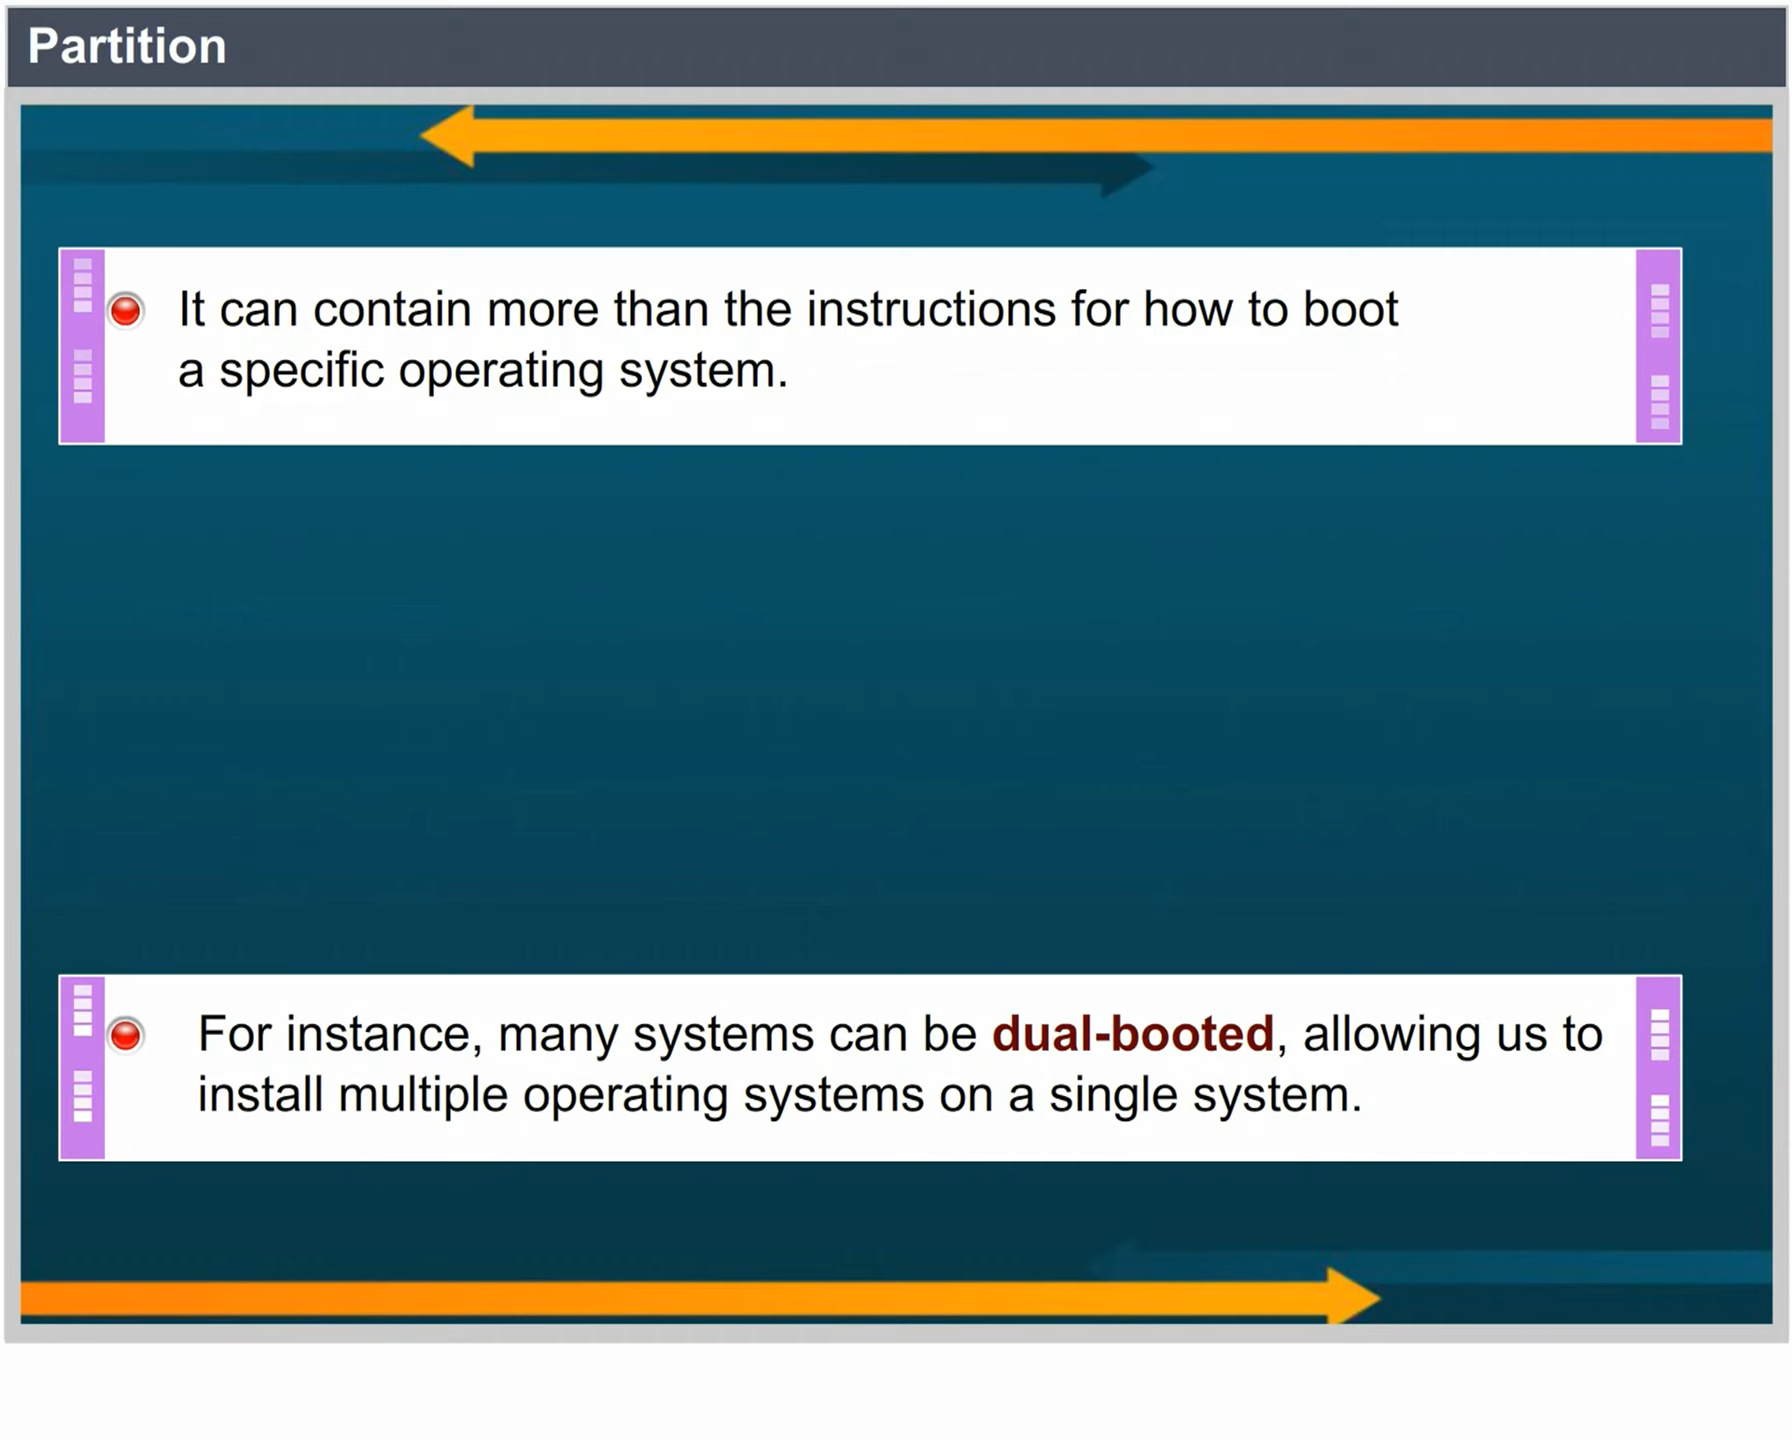 Partition
It can contain more than the instructions for how to boot
a specific operating system.
For instance, many systems can be dual-booted, allowing us to
install multiple operating systems on a single system.